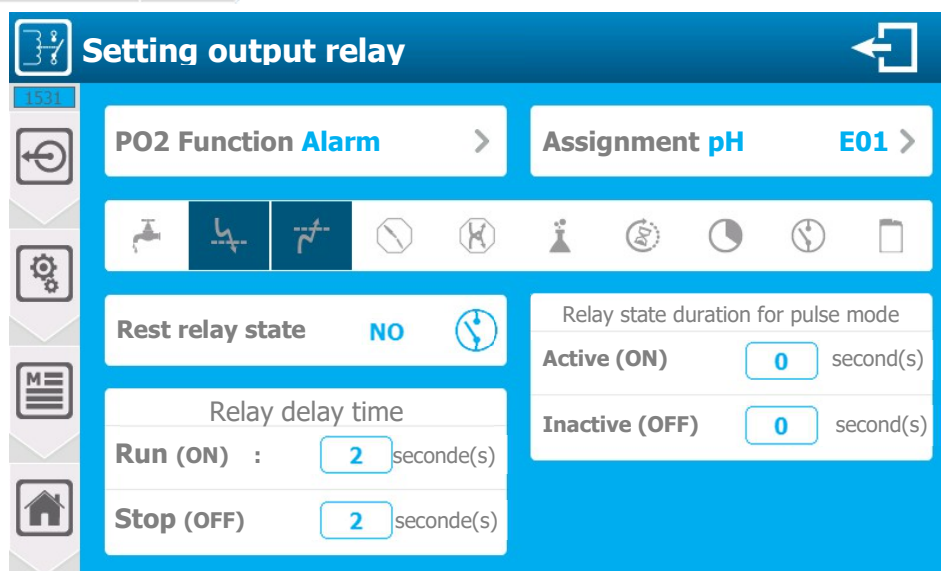 Setting output relay
1531
PO2 Function Alarm
Assignment pH E01
Rest relay state NO
Relay state duration for pulse mode
Active (ON) 0 second(s)
Inactive (OFF) 0 second(s)
Relay delay time
Run (ON) : 2 seconde(s)
Stop (OFF) 2 seconde(s)
M